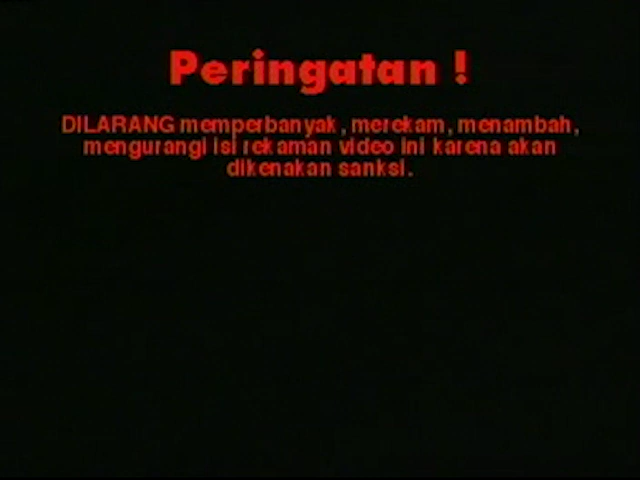 Peringatan !
DILARANG memperbanyak, merekam, menambah,
mengurangi isi rekaman video ini karena akan
dikenakan sanksi.